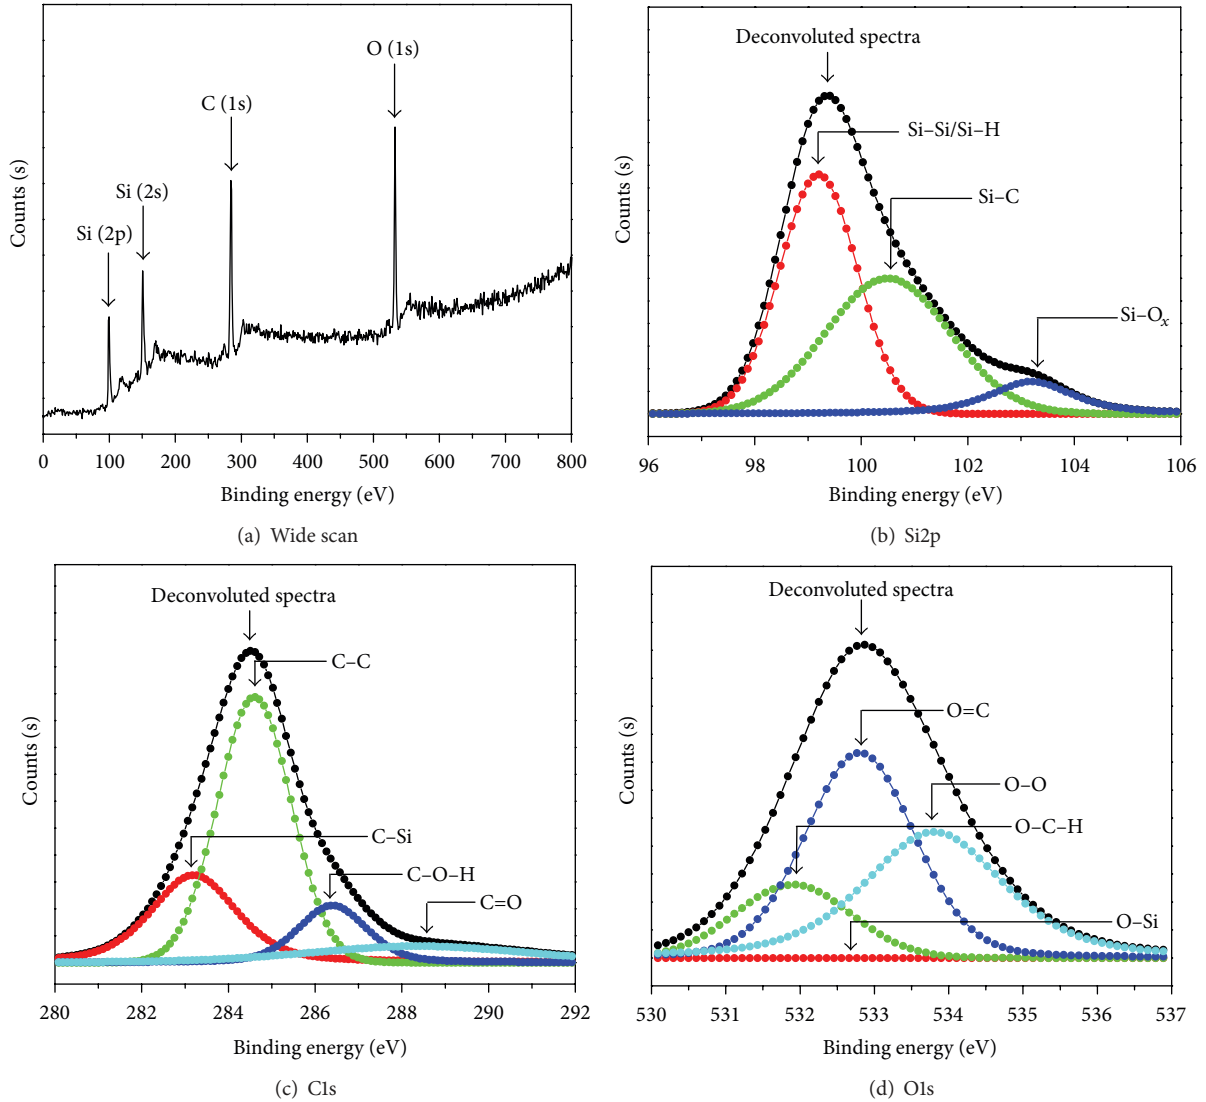 O (1s)
C (1s)
Si (2s)
Si (2p)
Counts (s)
0 100 200 300 400 500 600 700 800
Binding energy (eV)
(a) Wide scan
Deconvoluted spectra
Si–Si/Si–H
Si–C
Si–Oₓ
Counts (s)
96 98 100 102 104 106
Binding energy (eV)
(b) Si2p
Deconvoluted spectra
C–C
C–Si
C–O–H
C=O
Counts (s)
280 282 284 286 288 290 292
Binding energy (eV)
(c) C1s
Deconvoluted spectra
O=C
O–O
O–C–H
O–Si
Counts (s)
530 531 532 533 534 535 536 537
Binding energy (eV)
(d) O1s